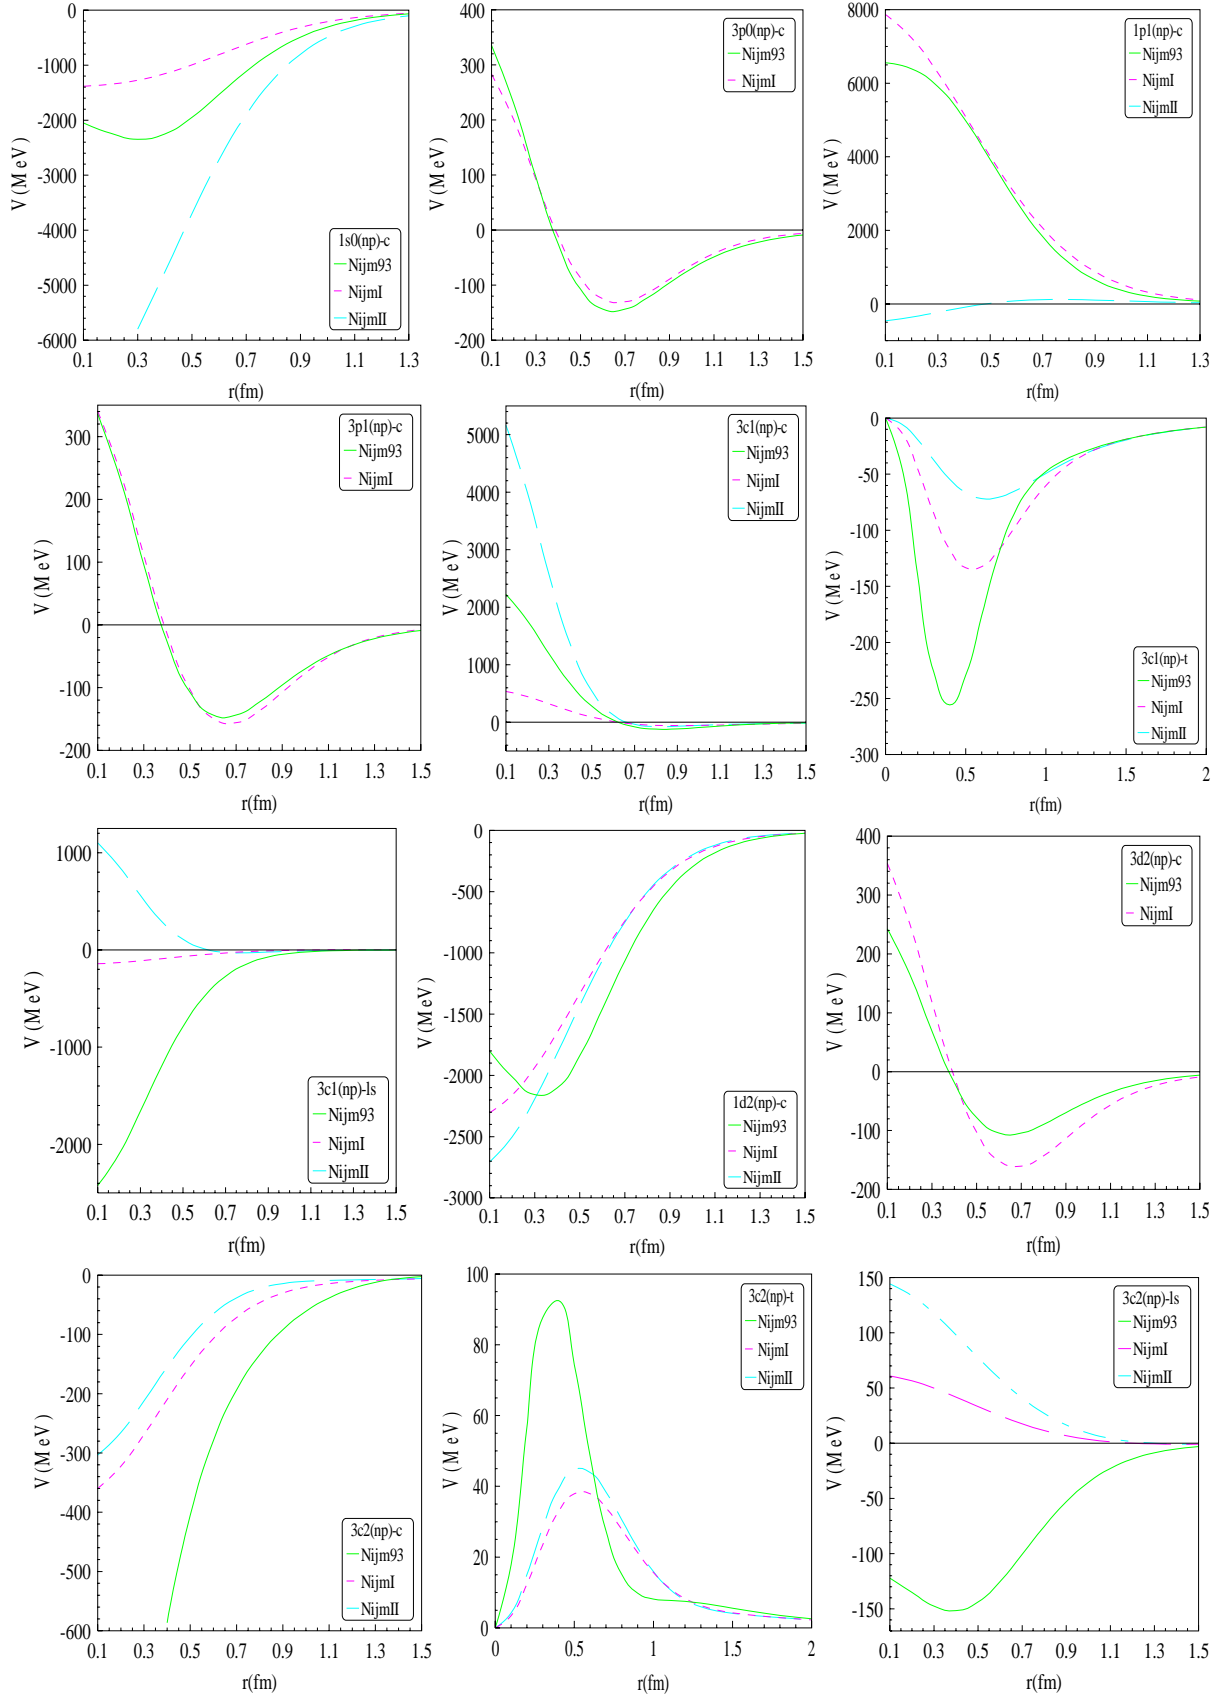 0
-1000
-2000
-3000
-4000
-5000
-6000
V (MeV)
1s0(np)-c
Nijm93
NijmI
NijmII
0.1 0.3 0.5 0.7 0.9 1.1 1.3
r(fm)
400
300
200
100
0
-100
-200
V (MeV)
3p0(np)-c
Nijm93
NijmI
0.1 0.3 0.5 0.7 0.9 1.1 1.3 1.5
r(fm)
8000
6000
4000
2000
0
V (MeV)
1p1(np)-c
Nijm93
NijmI
NijmII
0.1 0.3 0.5 0.7 0.9 1.1 1.3
r(fm)
300
200
100
0
-100
-200
V (MeV)
3p1(np)-c
Nijm93
NijmI
0.1 0.3 0.5 0.7 0.9 1.1 1.3 1.5
r(fm)
5000
4000
3000
2000
1000
0
V (MeV)
3c1(np)-c
Nijm93
NijmI
NijmII
0.1 0.3 0.5 0.7 0.9 1.1 1.3 1.5
r(fm)
0
-50
-100
-150
-200
-250
-300
V (MeV)
3c1(np)-t
Nijm93
NijmI
NijmII
0 0.5 1 1.5 2
r(fm)
1000
0
-1000
-2000
V (MeV)
3c1(np)-ls
Nijm93
NijmI
NijmII
0.1 0.3 0.5 0.7 0.9 1.1 1.3 1.5
r(fm)
0
-500
-1000
-1500
-2000
-2500
-3000
V (MeV)
1d2(np)-c
Nijm93
NijmI
NijmII
0.1 0.3 0.5 0.7 0.9 1.1 1.3 1.5
r(fm)
400
300
200
100
0
-100
-200
V (MeV)
3d2(np)-c
Nijm93
NijmI
0.1 0.3 0.5 0.7 0.9 1.1 1.3 1.5
r(fm)
0
-100
-200
-300
-400
-500
-600
V (MeV)
3c2(np)-c
Nijm93
NijmI
NijmII
0.1 0.3 0.5 0.7 0.9 1.1 1.3 1.5
r(fm)
100
80
60
40
20
0
V (MeV)
3c2(np)-t
Nijm93
NijmI
NijmII
0 0.5 1 1.5 2
r(fm)
150
100
50
0
-50
-100
-150
V (MeV)
3c2(np)-ls
Nijm93
NijmI
NijmII
0.1 0.3 0.5 0.7 0.9 1.1 1.3 1.5
r(fm)